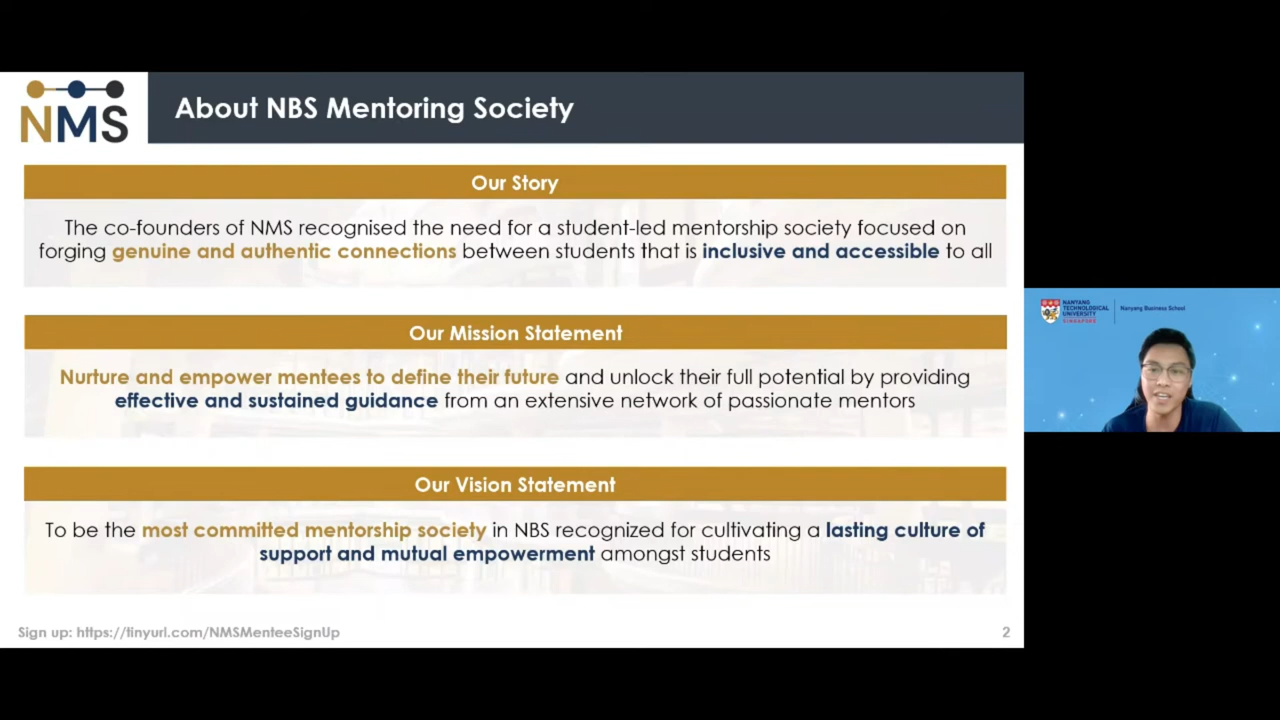 NMS
About NBS Mentoring Society
Our Story
The co-founders of NMS recognised the need for a student-led mentorship society focused on
forging genuine and authentic connections between students that is inclusive and accessible to all
Our Mission Statement
Nurture and empower mentees to define their future and unlock their full potential by providing
effective and sustained guidance from an extensive network of passionate mentors
Our Vision Statement
To be the most committed mentorship society in NBS recognized for cultivating a lasting culture of
support and mutual empowerment amongst students
Sign up: https://tinyurl.com/NMSMenteeSignUp
2
NANYANG
TECHNOLOGICAL
UNIVERSITY
SINGAPORE
Nanyang Business School